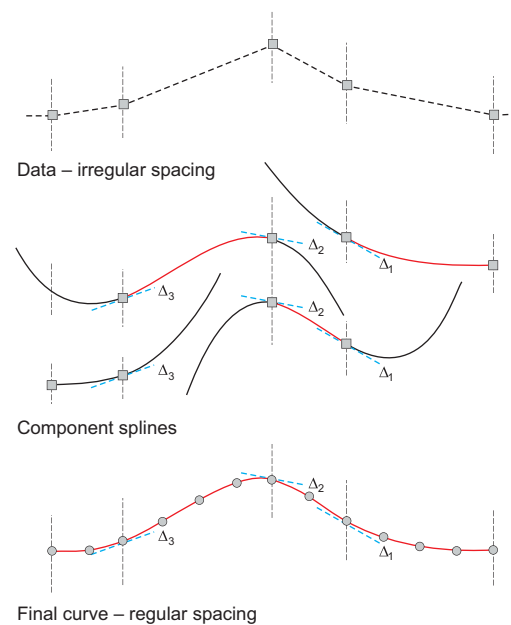 Data – irregular spacing
Δ2
Δ1
Δ3
Δ2
Δ3
Δ1
Component splines
Δ2
Δ3
Δ1
Final curve – regular spacing